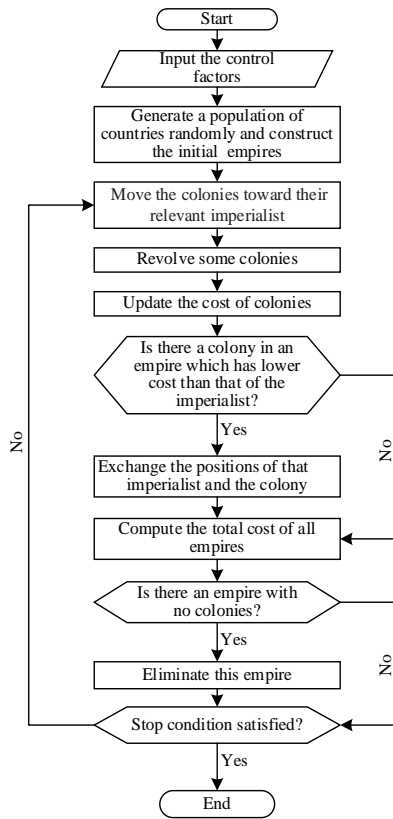 Start
Input the control
factors
Generate a population of
countries randomly and construct
the initial empires
Move the colonies toward their
relevant imperialist
Revolve some colonies
Update the cost of colonies
Is there a colony in an
empire which has lower
cost than that of the
imperialist?
No
No
Yes
Exchange the positions of that
imperialist and the colony
Compute the total cost of all
empires
Is there an empire with
no colonies?
No
Yes
Eliminate this empire
Stop condition satisfied?
Yes
End